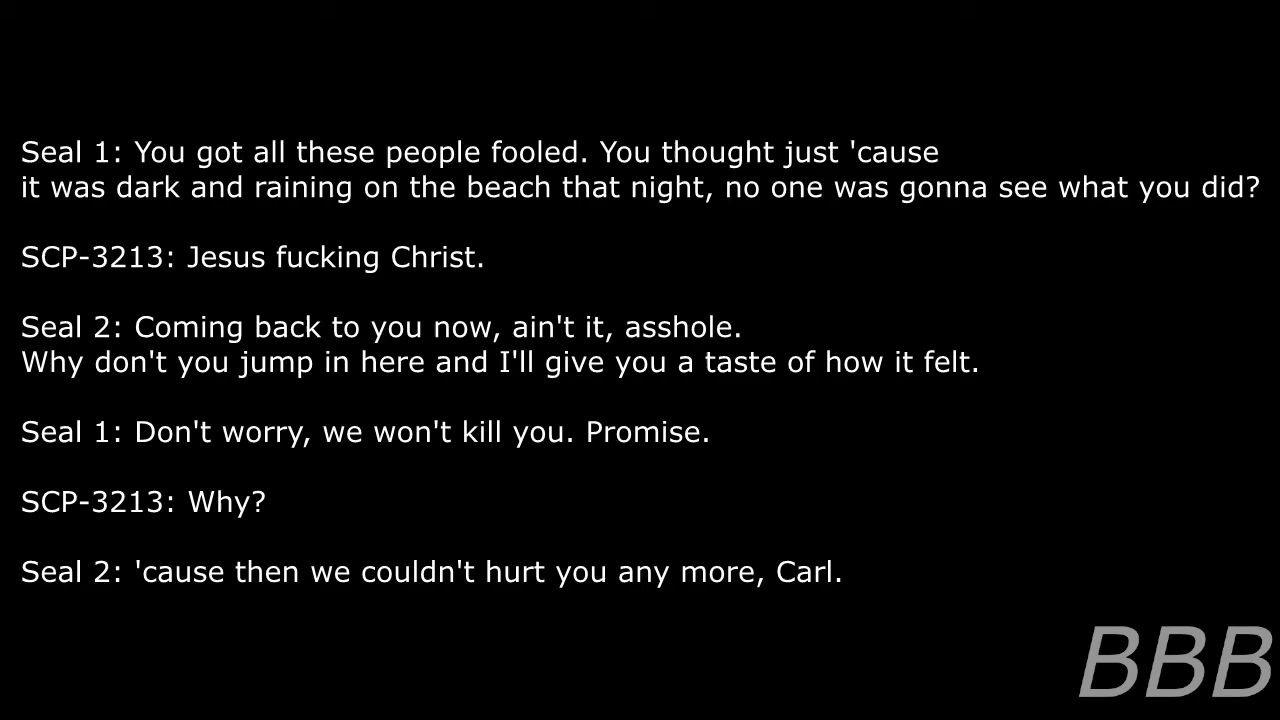 Seal 1: You got all these people fooled. You thought just 'cause
it was dark and raining on the beach that night, no one was gonna see what you did?
SCP-3213: Jesus fucking Christ.
Seal 2: Coming back to you now, ain't it, asshole.
Why don't you jump in here and I'll give you a taste of how it felt.
Seal 1: Don't worry, we won't kill you. Promise.
SCP-3213: Why?
Seal 2: 'cause then we couldn't hurt you any more, Carl.
BBB